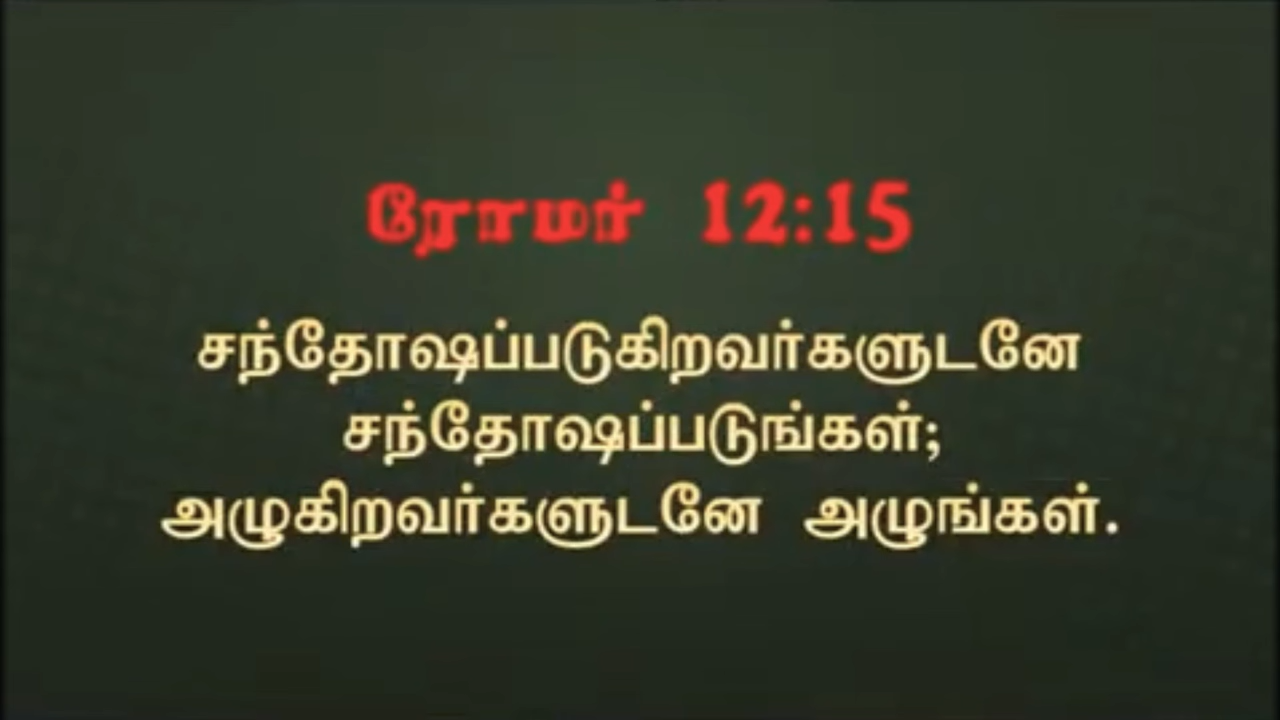 ரோமர் 12:15
சந்தோஷப்படுகிறவர்களுடனே
சந்தோஷப்படுங்கள்;
அழுகிறவர்களுடனே அழுங்கள்.